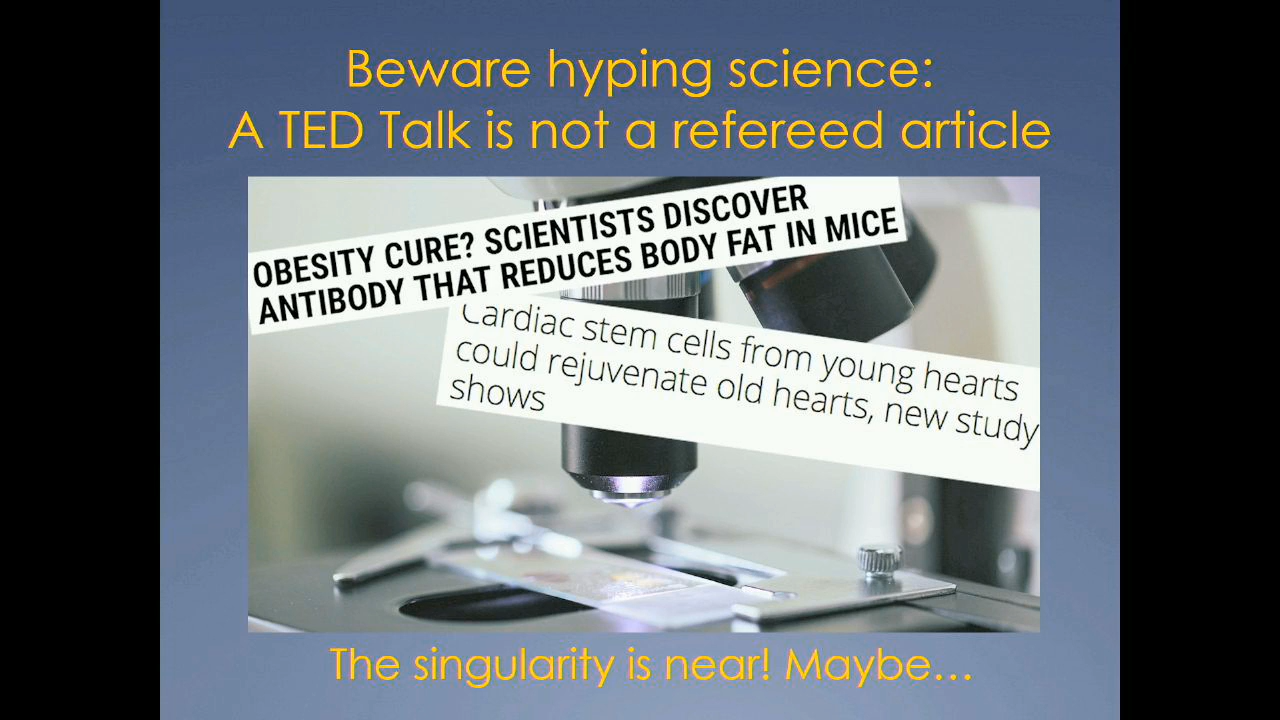 Beware hyping science:
A TED Talk is not a refereed article
OBESITY CURE? SCIENTISTS DISCOVER
ANTIBODY THAT REDUCES BODY FAT IN MICE
Cardiac stem cells from young hearts
could rejuvenate old hearts, new study
shows
The singularity is near! Maybe...